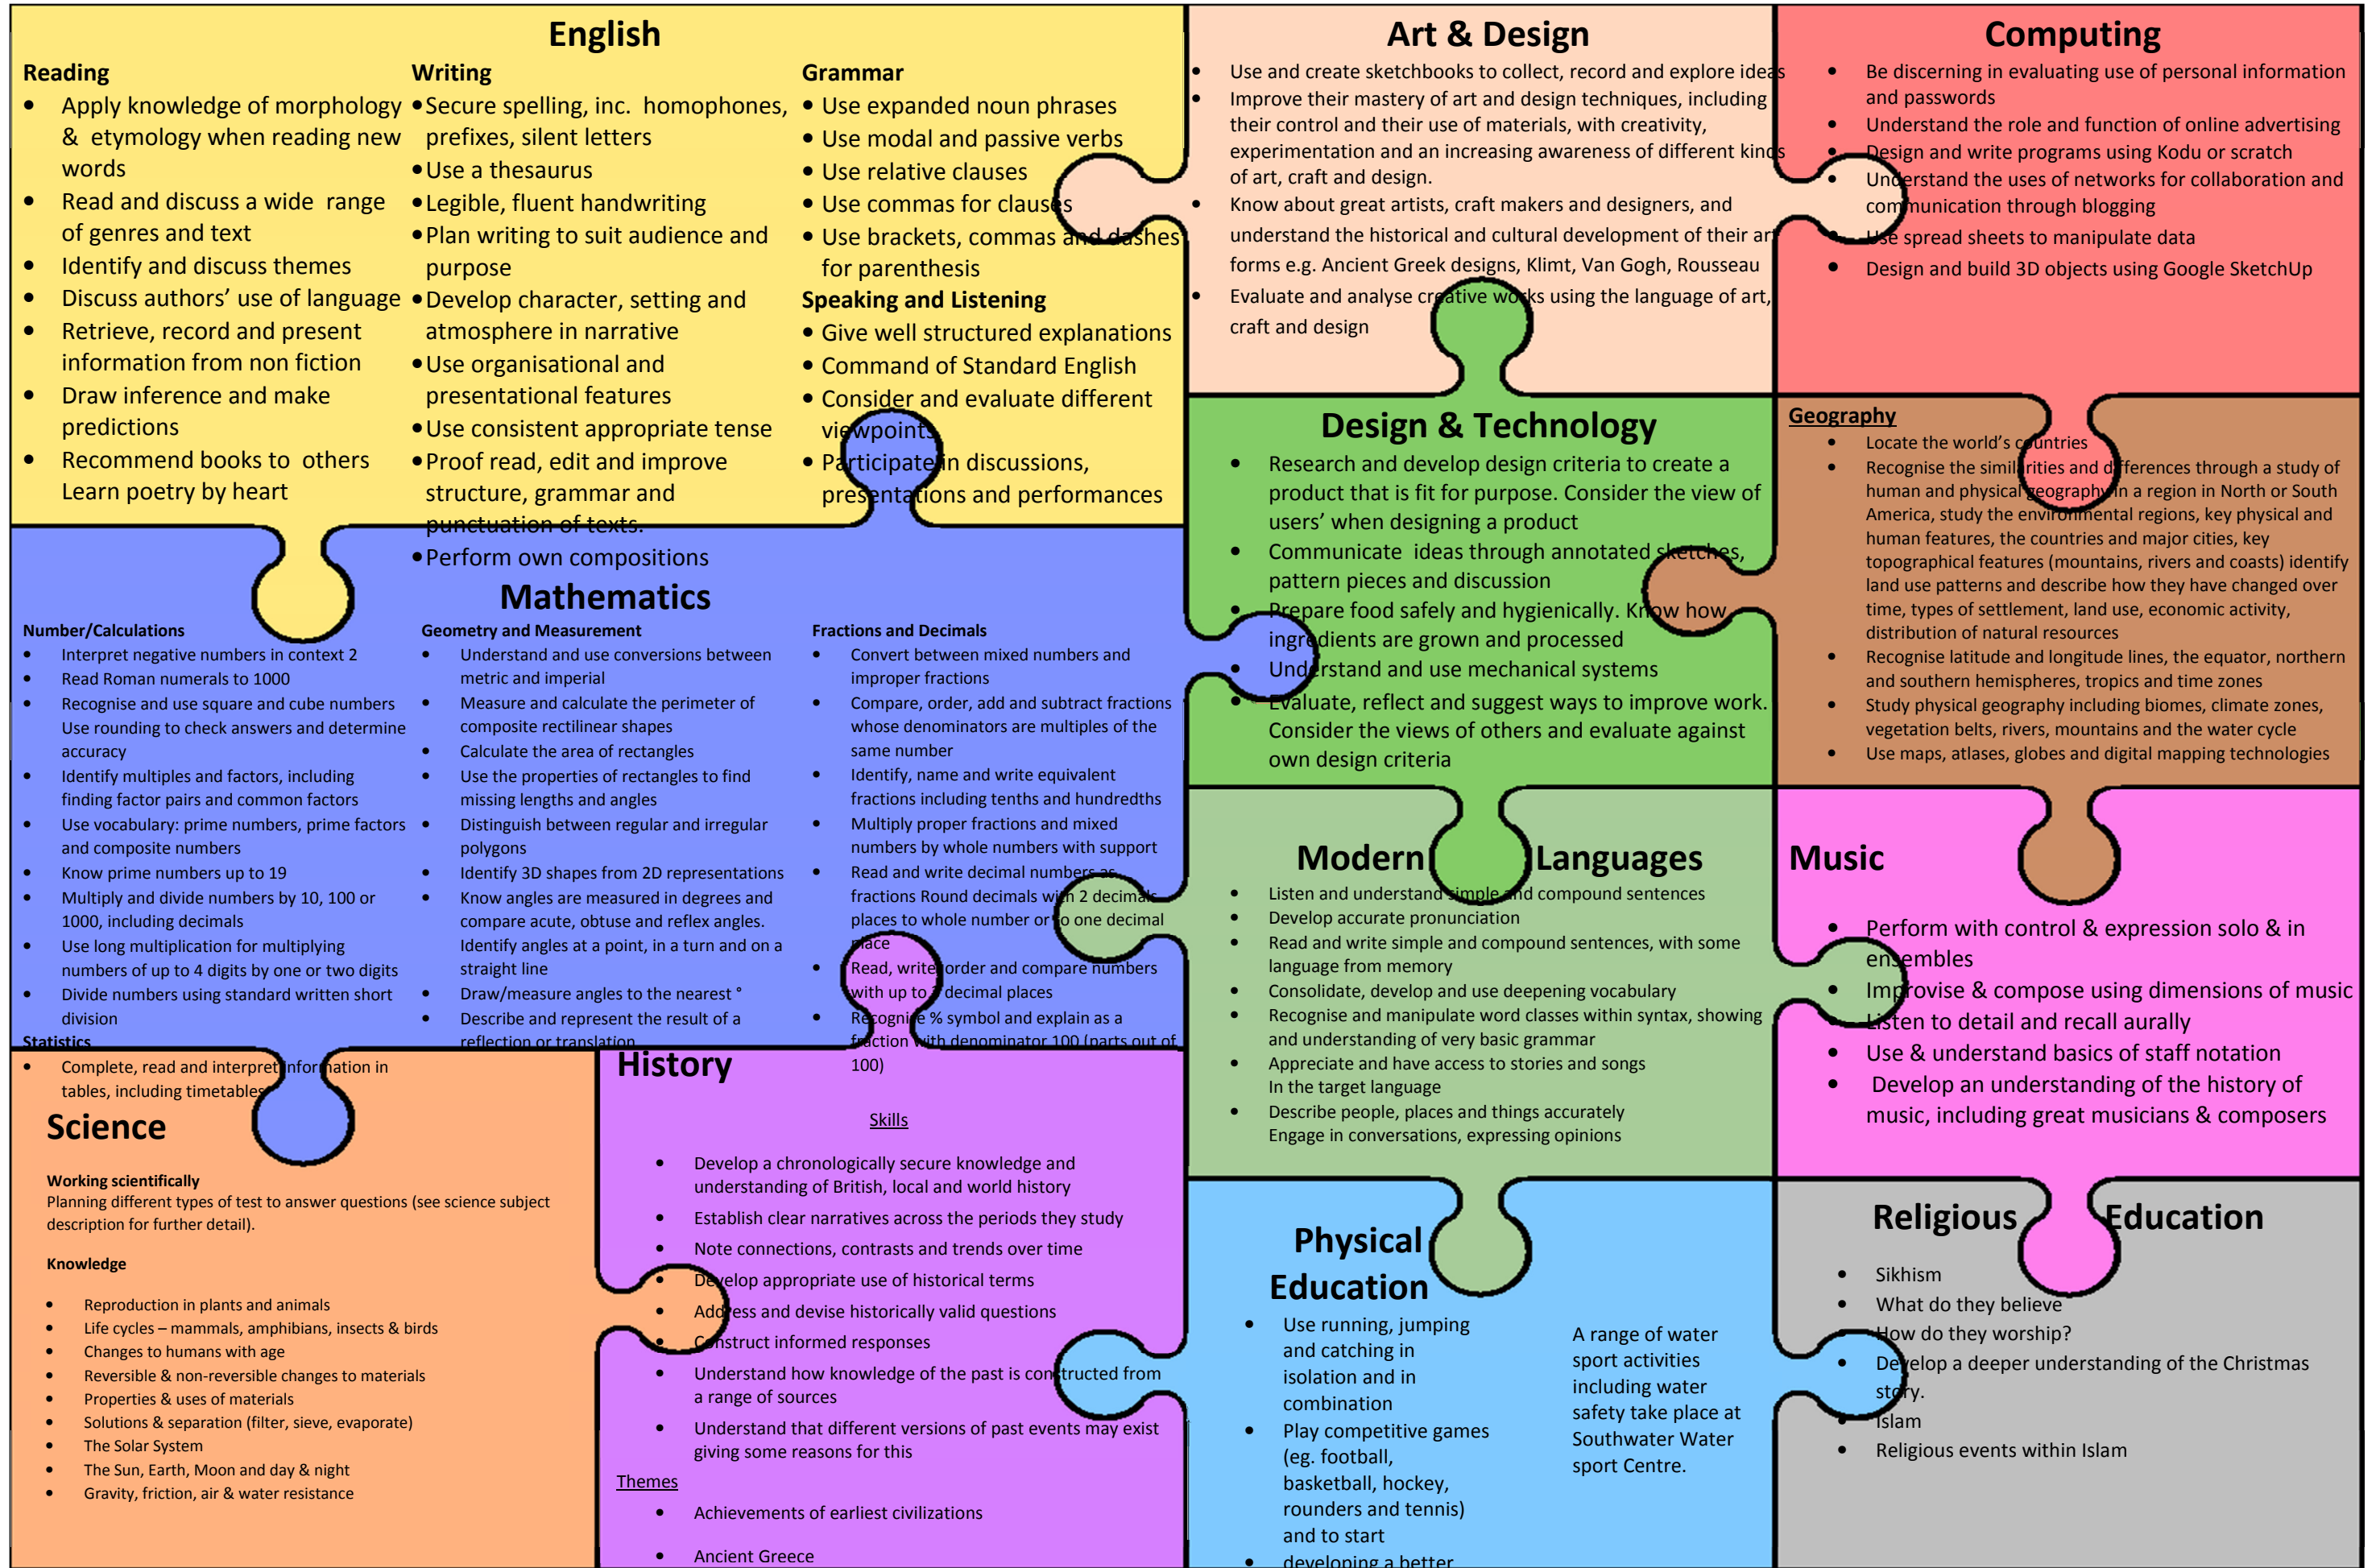 English
Reading
• Apply knowledge of morphology
& etymology when reading new
words
• Read and discuss a wide range
of genres and text
• Identify and discuss themes
• Discuss authors’ use of language
• Retrieve, record and present
information from non fiction
• Draw inference and make
predictions
• Recommend books to others
Learn poetry by heart
Writing
• Secure spelling, inc. homophones,
prefixes, silent letters
• Use a thesaurus
• Legible, fluent handwriting
• Plan writing to suit audience and
purpose
• Develop character, setting and
atmosphere in narrative
• Use organisational and
presentational features
• Use consistent appropriate tense
• Proof read, edit and improve
structure, grammar and
punctuation of texts.
• Perform own compositions
Grammar
• Use expanded noun phrases
• Use modal and passive verbs
• Use relative clauses
• Use commas for clauses
• Use brackets, commas and dashes
for parenthesis
Speaking and Listening
• Give well structured explanations
• Command of Standard English
• Consider and evaluate different
viewpoints
• Participate in discussions,
presentations and performances
Art & Design
• Use and create sketchbooks to collect, record and explore ideas
• Improve their mastery of art and design techniques, including
their control and their use of materials, with creativity,
experimentation and an increasing awareness of different kinds
of art, craft and design.
• Know about great artists, craft makers and designers, and
understand the historical and cultural development of their art
forms e.g. Ancient Greek designs, Klimt, Van Gogh, Rousseau
• Evaluate and analyse creative works using the language of art,
craft and design
Computing
• Be discerning in evaluating use of personal information
and passwords
• Understand the role and function of online advertising
• Design and write programs using Kodu or scratch
• Understand the uses of networks for collaboration and
communication through blogging
• Use spread sheets to manipulate data
• Design and build 3D objects using Google SketchUp
Design & Technology
• Research and develop design criteria to create a
product that is fit for purpose. Consider the view of
users’ when designing a product
• Communicate ideas through annotated sketches,
pattern pieces and discussion
• Prepare food safely and hygienically. Know how
ingredients are grown and processed
• Understand and use mechanical systems
• Evaluate, reflect and suggest ways to improve work.
Consider the views of others and evaluate against
own design criteria
Geography
• Locate the world’s countries
• Recognise the similarities and differences through a study of
human and physical geography in a region in North or South
America, study the environmental regions, key physical and
human features, the countries and major cities, key
topographical features (mountains, rivers and coasts) identify
land use patterns and describe how they have changed over
time, types of settlement, land use, economic activity,
distribution of natural resources
• Recognise latitude and longitude lines, the equator, northern
and southern hemispheres, tropics and time zones
• Study physical geography including biomes, climate zones,
vegetation belts, rivers, mountains and the water cycle
• Use maps, atlases, globes and digital mapping technologies
Mathematics
Number/Calculations
• Interpret negative numbers in context 2
• Read Roman numerals to 1000
• Recognise and use square and cube numbers
Use rounding to check answers and determine
accuracy
• Identify multiples and factors, including
finding factor pairs and common factors
• Use vocabulary: prime numbers, prime factors
and composite numbers
• Know prime numbers up to 19
• Multiply and divide numbers by 10, 100 or
1000, including decimals
• Use long multiplication for multiplying
numbers of up to 4 digits by one or two digits
• Divide numbers using standard written short
division
Statistics
• Complete, read and interpret information in
tables, including timetables
Geometry and Measurement
• Understand and use conversions between
metric and imperial
• Measure and calculate the perimeter of
composite rectilinear shapes
• Calculate the area of rectangles
• Use the properties of rectangles to find
missing lengths and angles
• Distinguish between regular and irregular
polygons
• Identify 3D shapes from 2D representations
• Know angles are measured in degrees and
compare acute, obtuse and reflex angles.
Identify angles at a point, in a turn and on a
straight line
• Draw/measure angles to the nearest °
• Describe and represent the result of a
reflection or translation
Fractions and Decimals
• Convert between mixed numbers and
improper fractions
• Compare, order, add and subtract fractions
whose denominators are multiples of the
same number
• Identify, name and write equivalent
fractions including tenths and hundredths
• Multiply proper fractions and mixed
numbers by whole numbers with support
• Read and write decimal numbers as
fractions Round decimals with 2 decimals
places to whole number or to one decimal
place
• Read, write order and compare numbers
with up to decimal places
• Recognise % symbol and explain as a
fraction with denominator 100 (parts out of
100)
Modern Languages
• Listen and understand simple and compound sentences
• Develop accurate pronunciation
• Read and write simple and compound sentences, with some
language from memory
• Consolidate, develop and use deepening vocabulary
• Recognise and manipulate word classes within syntax, showing
and understanding of very basic grammar
• Appreciate and have access to stories and songs
In the target language
• Describe people, places and things accurately
Engage in conversations, expressing opinions
Music
• Perform with control & expression solo & in
ensembles
• Improvise & compose using dimensions of music
• Listen to detail and recall aurally
• Use & understand basics of staff notation
• Develop an understanding of the history of
music, including great musicians & composers
Science
Working scientifically
Planning different types of test to answer questions (see science subject
description for further detail).
Knowledge
• Reproduction in plants and animals
• Life cycles – mammals, amphibians, insects & birds
• Changes to humans with age
• Reversible & non-reversible changes to materials
• Properties & uses of materials
• Solutions & separation (filter, sieve, evaporate)
• The Solar System
• The Sun, Earth, Moon and day & night
• Gravity, friction, air & water resistance
History
Skills
• Develop a chronologically secure knowledge and
understanding of British, local and world history
• Establish clear narratives across the periods they study
• Note connections, contrasts and trends over time
• Develop appropriate use of historical terms
• Address and devise historically valid questions
• Construct informed responses
• Understand how knowledge of the past is constructed from
a range of sources
• Understand that different versions of past events may exist
giving some reasons for this
Themes
• Achievements of earliest civilizations
• Ancient Greece
Physical
Education
• Use running, jumping
and catching in
isolation and in
combination
• Play competitive games
(eg. football,
basketball, hockey,
rounders and tennis)
and to start
• developing a better
A range of water
sport activities
including water
safety take place at
Southwater Water
sport Centre.
Religious Education
• Sikhism
• What do they believe
• How do they worship?
• Develop a deeper understanding of the Christmas
story.
• Islam
• Religious events within Islam